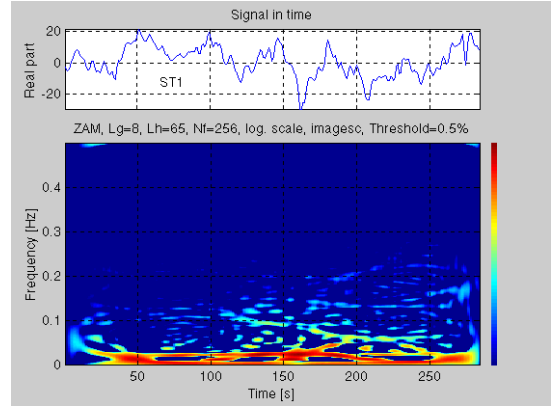 Signal in time
Real part
20
0
-20
ST1
ZAM, Lg=8, Lh=65, Nf=256, log. scale, imagesc, Threshold=0.5%
Frequency [Hz]
0.4
0.3
0.2
0.1
0
50
100
150
200
250
Time [s]